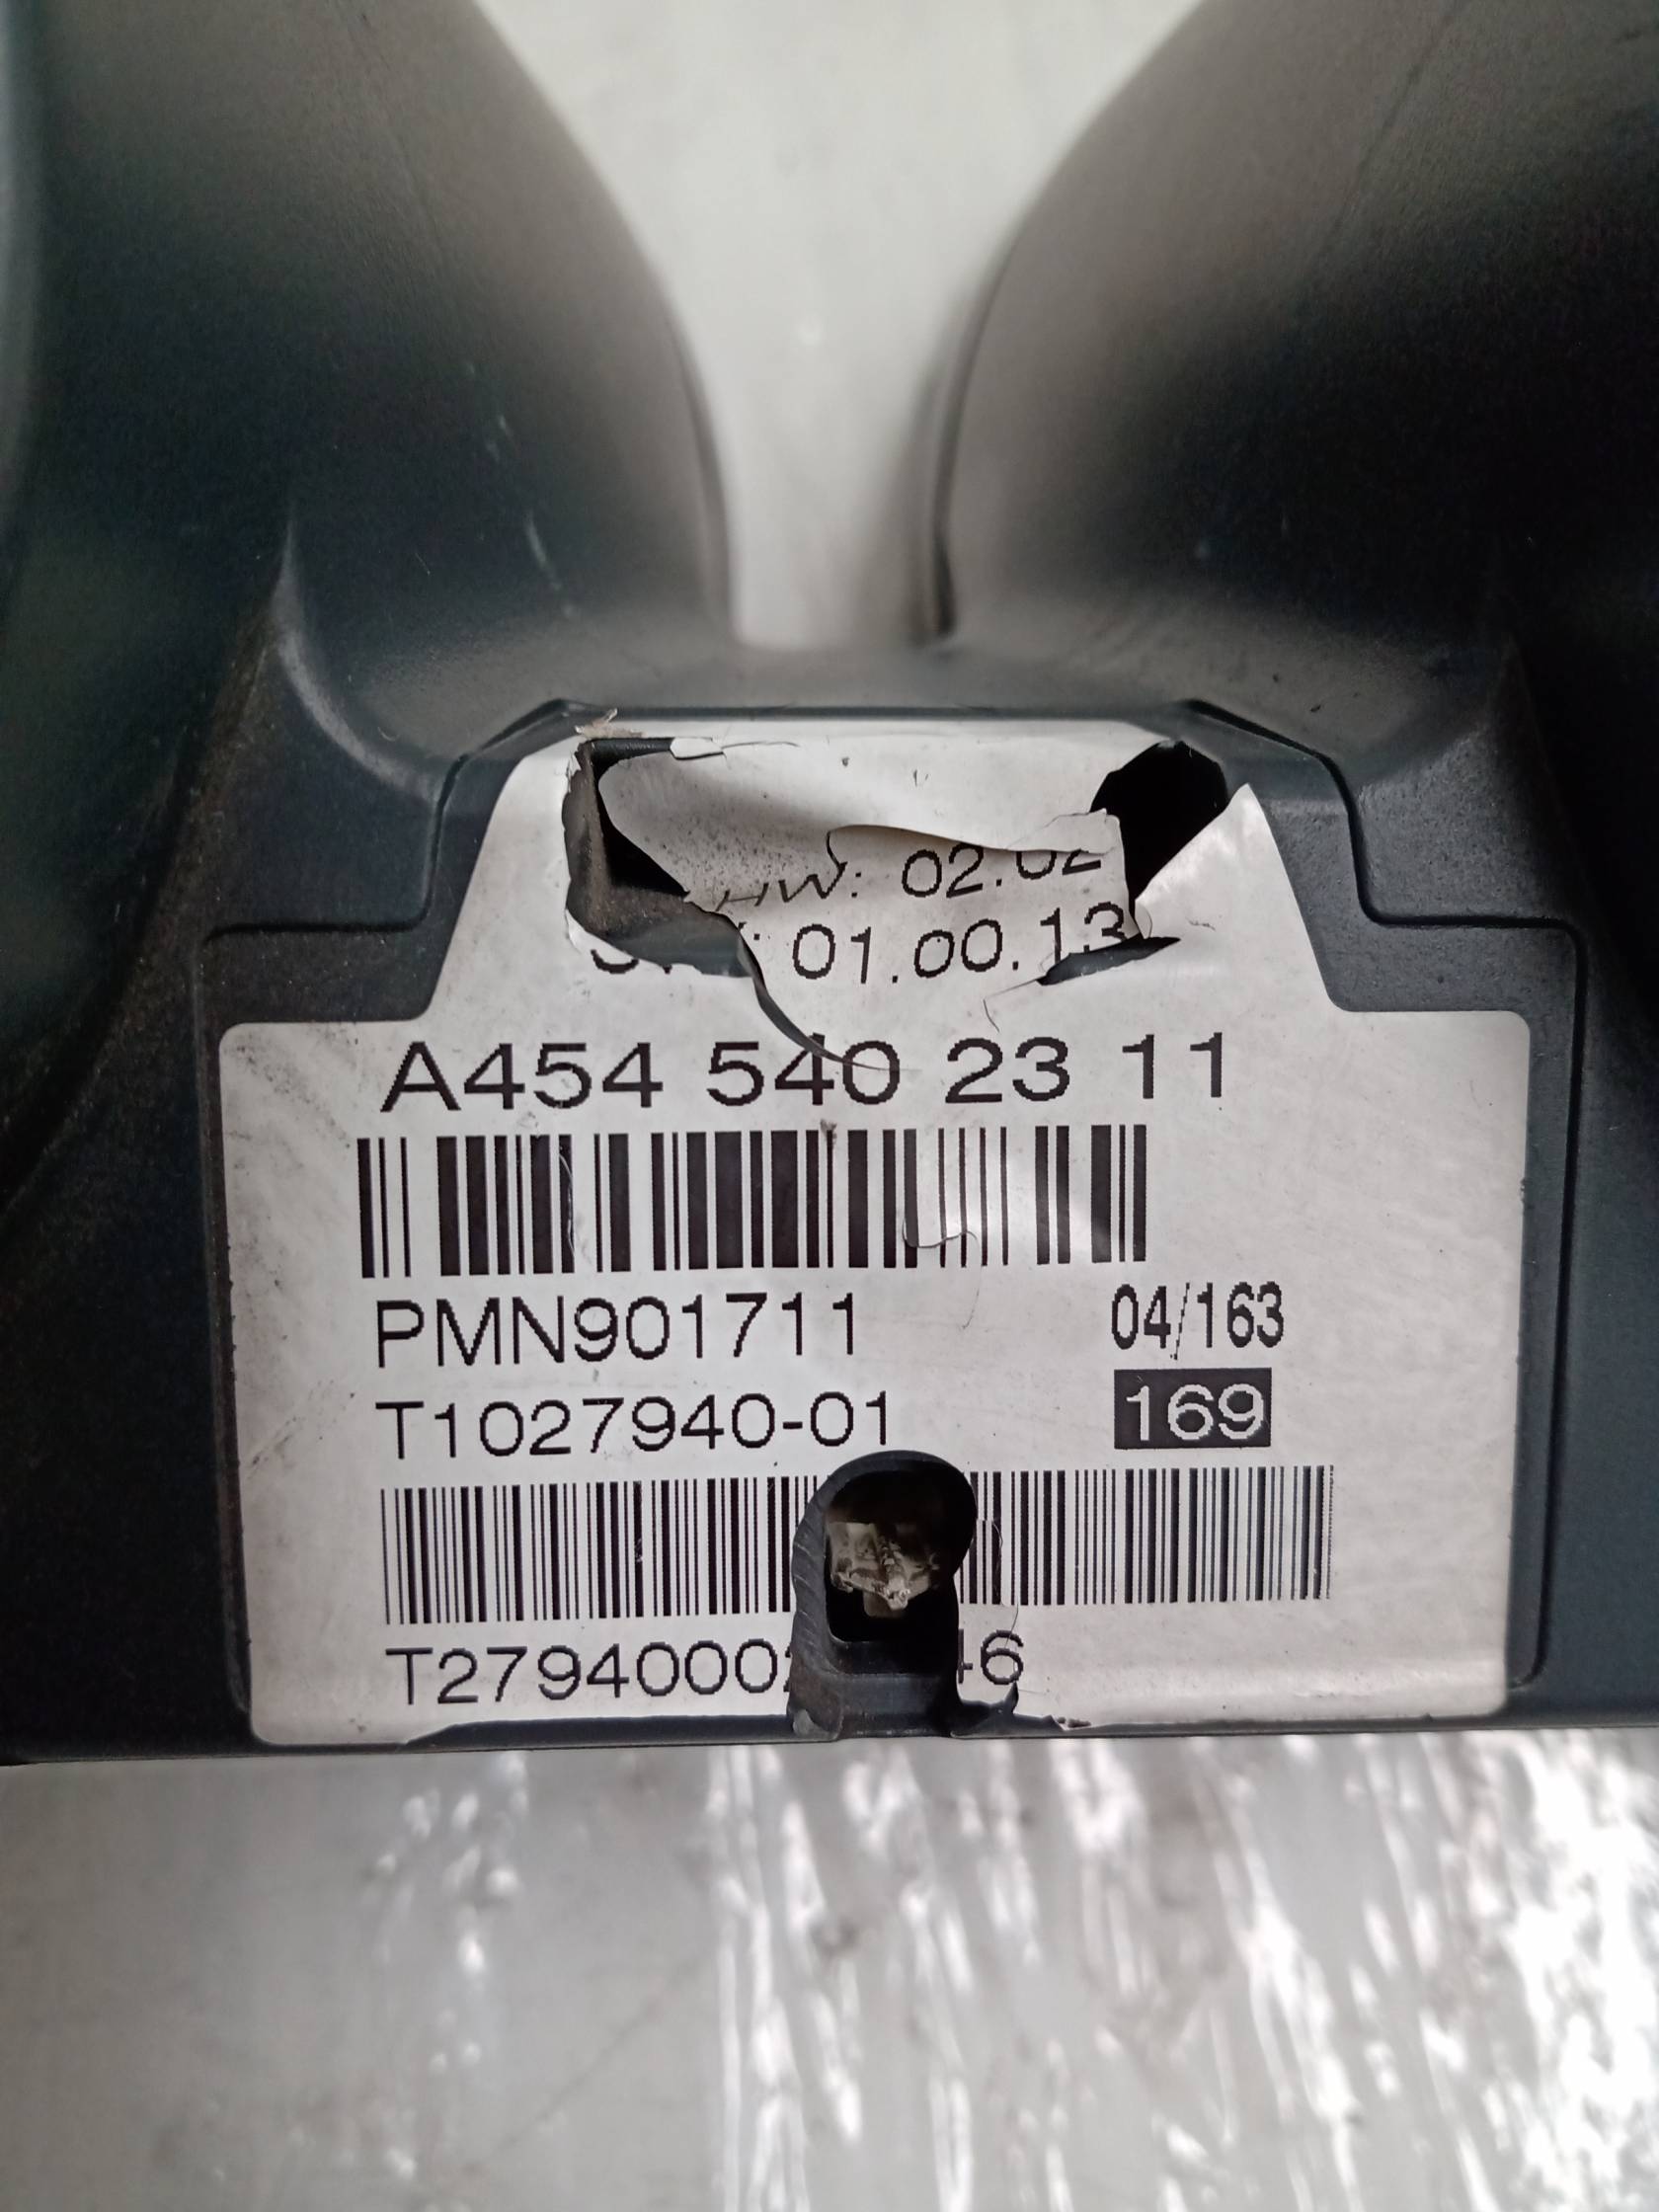 HW: 02.02
01.00.13
A454 540 23 11
PMN901711 04/163
T1027940-01 169